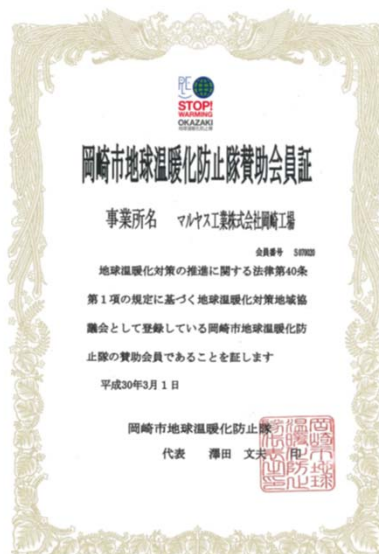 STOP!
WARMING
OKAZAKI
岡崎市地球温暖化防止隊賛助会員証
事業所名 マルヤス工業株式会社岡崎工場
会員番号
地球温暖化対策の推進に関する法律第40条
第1項の規定に基づく地球温暖化対策地域協
議会として登録している岡崎市地球温暖化防
止隊の賛助会員であることを証します
平成30年3月1日
岡崎市地球温暖化防止隊
代表 澤田 文夫 印